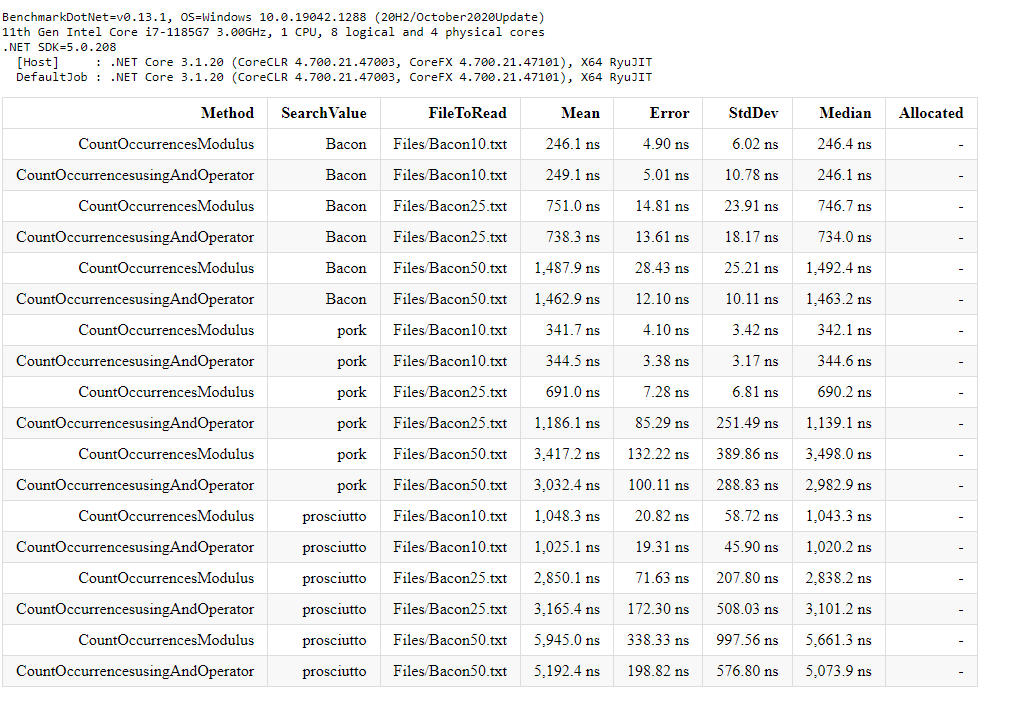 BenchmarkDotNet=v0.13.1, OS=Windows 10.0.19042.1288 (20H2/October2020Update)
11th Gen Intel Core i7-1185G7 3.00GHz, 1 CPU, 8 logical and 4 physical cores
.NET SDK=5.0.208
[Host]     : .NET Core 3.1.20 (CoreCLR 4.700.21.47003, CoreFX 4.700.21.47101), X64 RyuJIT
DefaultJob : .NET Core 3.1.20 (CoreCLR 4.700.21.47003, CoreFX 4.700.21.47101), X64 RyuJIT
Method SearchValue FileToRead Mean Error StdDev Median Allocated
CountOccurrencesModulus Bacon Files/Bacon10.txt 246.1 ns 4.90 ns 6.02 ns 246.4 ns -
CountOccurrencesusingAndOperator Bacon Files/Bacon10.txt 249.1 ns 5.01 ns 10.78 ns 246.1 ns -
CountOccurrencesModulus Bacon Files/Bacon25.txt 751.0 ns 14.81 ns 23.91 ns 746.7 ns -
CountOccurrencesusingAndOperator Bacon Files/Bacon25.txt 738.3 ns 13.61 ns 18.17 ns 734.0 ns -
CountOccurrencesModulus Bacon Files/Bacon50.txt 1,487.9 ns 28.43 ns 25.21 ns 1,492.4 ns -
CountOccurrencesusingAndOperator Bacon Files/Bacon50.txt 1,462.9 ns 12.10 ns 10.11 ns 1,463.2 ns -
CountOccurrencesModulus pork Files/Bacon10.txt 341.7 ns 4.10 ns 3.42 ns 342.1 ns -
CountOccurrencesusingAndOperator pork Files/Bacon10.txt 344.5 ns 3.38 ns 3.17 ns 344.6 ns -
CountOccurrencesModulus pork Files/Bacon25.txt 691.0 ns 7.28 ns 6.81 ns 690.2 ns -
CountOccurrencesusingAndOperator pork Files/Bacon25.txt 1,186.1 ns 85.29 ns 251.49 ns 1,139.1 ns -
CountOccurrencesModulus pork Files/Bacon50.txt 3,417.2 ns 132.22 ns 389.86 ns 3,498.0 ns -
CountOccurrencesusingAndOperator pork Files/Bacon50.txt 3,032.4 ns 100.11 ns 288.83 ns 2,982.9 ns -
CountOccurrencesModulus prosciutto Files/Bacon10.txt 1,048.3 ns 20.82 ns 58.72 ns 1,043.3 ns -
CountOccurrencesusingAndOperator prosciutto Files/Bacon10.txt 1,025.1 ns 19.31 ns 45.90 ns 1,020.2 ns -
CountOccurrencesModulus prosciutto Files/Bacon25.txt 2,850.1 ns 71.63 ns 207.80 ns 2,838.2 ns -
CountOccurrencesusingAndOperator prosciutto Files/Bacon25.txt 3,165.4 ns 172.30 ns 508.03 ns 3,101.2 ns -
CountOccurrencesModulus prosciutto Files/Bacon50.txt 5,945.0 ns 338.33 ns 997.56 ns 5,661.3 ns -
CountOccurrencesusingAndOperator prosciutto Files/Bacon50.txt 5,192.4 ns 198.82 ns 576.80 ns 5,073.9 ns -